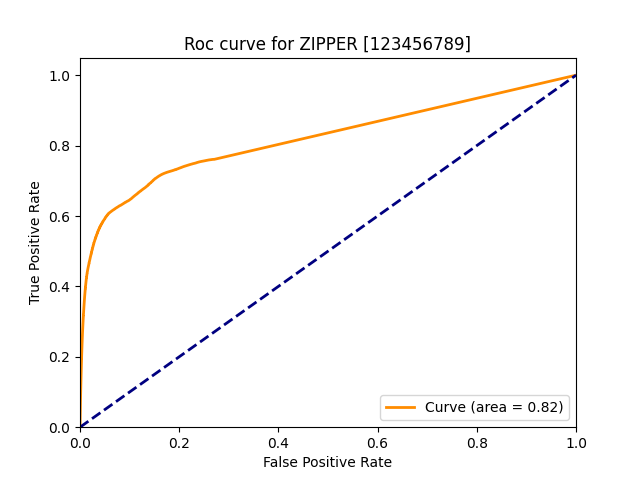 Roc curve for ZIPPER [123456789]
True Positive Rate
1.0
0.8
0.6
0.4
0.2
0.0
Curve (area = 0.82)
0.0 0.2 0.4 0.6 0.8 1.0
False Positive Rate